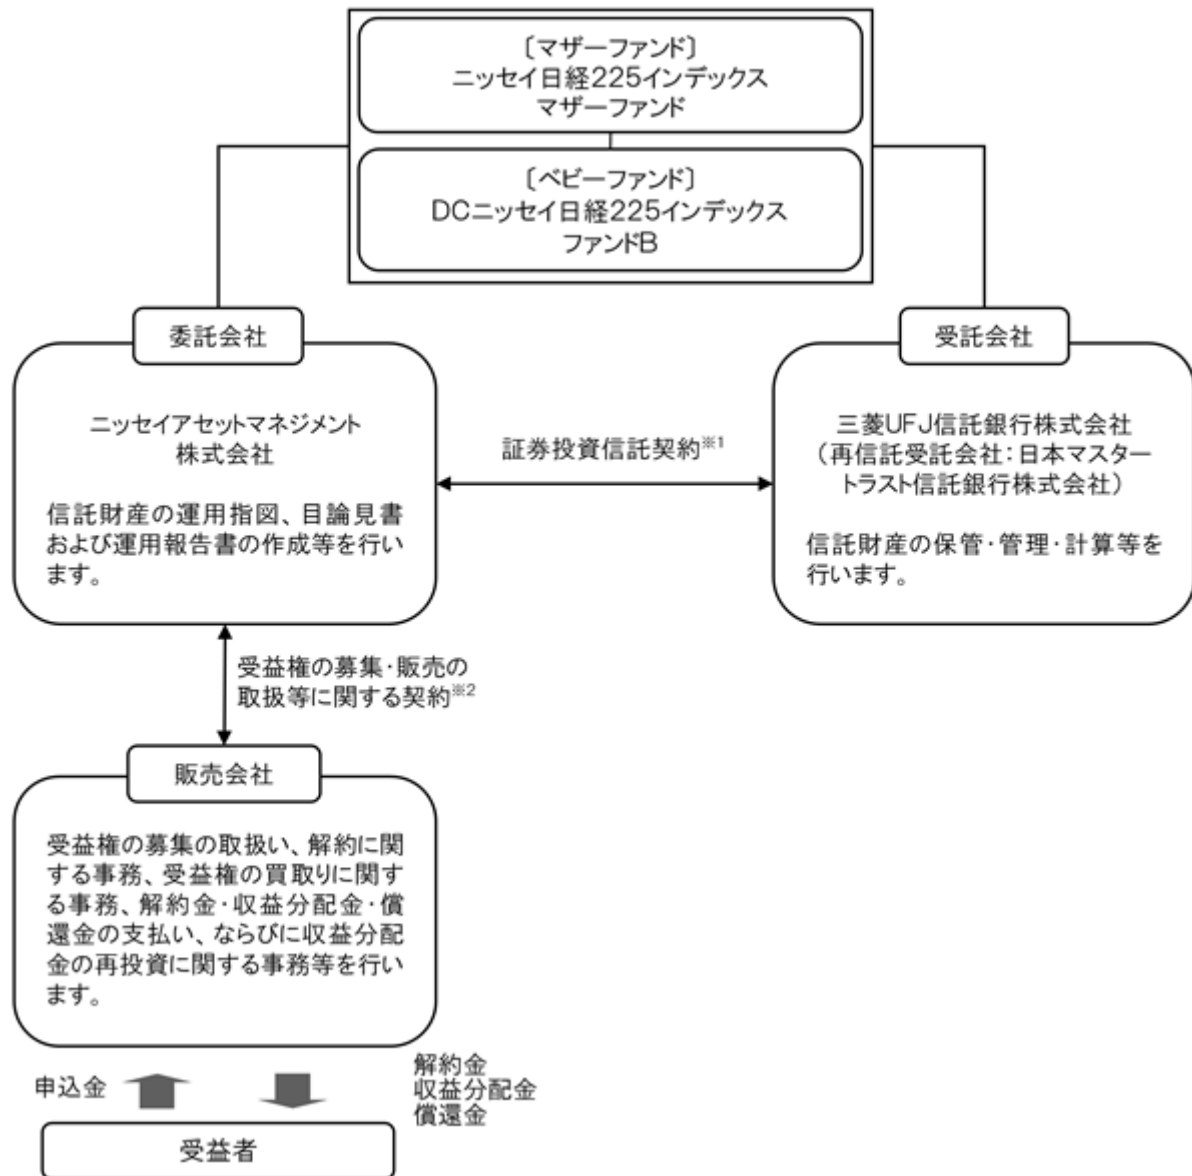 〔マザーファンド〕
ニッセイ日経225インデックス
マザーファンド
〔ベビーファンド〕
DCニッセイ日経225インデックス
ファンドB
委託会社
ニッセイアセットマネジメント
株式会社
信託財産の運用指図、目論見書
および運用報告書の作成等を行い
ます。
証券投資信託契約※1
受託会社
三菱UFJ信託銀行株式会社
（再信託受託会社：日本マスター
トラスト信託銀行株式会社）
信託財産の保管・管理・計算等を
行います。
受益権の募集・販売の
取扱等に関する契約※2
販売会社
受益権の募集の取扱い、解約に関
する事務、受益権の買取りに関す
る事務、解約金・収益分配金・償
還金の支払い、ならびに収益分配
金の再投資に関する事務等を行い
ます。
申込金
解約金
収益分配金
償還金
受益者